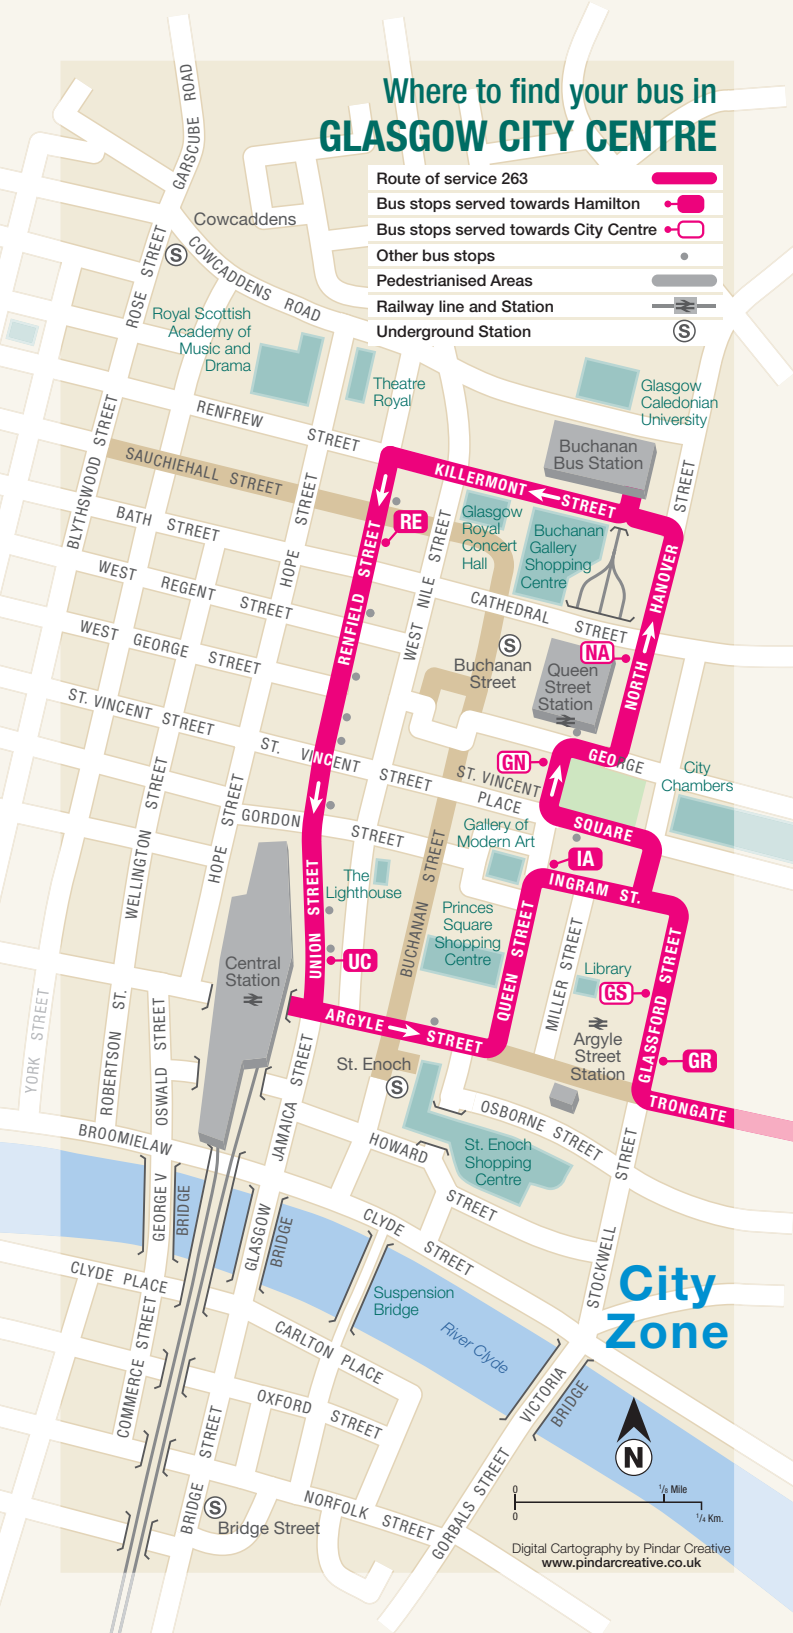 Where to find your bus in
GLASGOW CITY CENTRE
Route of service 263
Bus stops served towards Hamilton
Bus stops served towards City Centre
Other bus stops
Pedestrianised Areas
Railway line and Station
Underground Station
S
GARSCUBE ROAD
Cowcaddens
S
ROSE STREET
COWCADDENS ROAD
Royal Scottish
Academy of
Music and
Drama
Theatre
Royal
Glasgow
Caledonian
University
RENFREW STREET
BLYTHSWOOD STREET
SAUCHIEHALL STREET
Buchanan
Bus Station
KILLERMONT STREET
STREET
HOPE STREET
BATH STREET
RE
Glasgow
Royal
Concert
Hall
Buchanan
Gallery
Shopping
Centre
NORTH HANOVER
RENFIELD STREET
WEST NILE STREET
WEST REGENT STREET
CATHEDRAL STREET
WEST GEORGE STREET
S
Buchanan
Street
NA
Queen
Street
Station
ST. VINCENT STREET
ST. VINCENT STREET
GN
GEORGE
SQUARE
City
Chambers
ST. VINCENT
PLACE
WELLINGTON STREET
HOPE STREET
GORDON STREET
Gallery of
Modern Art
IA
INGRAM ST.
The
Lighthouse
BUCHANAN STREET
UNION STREET
Princes
Square
Shopping
Centre
QUEEN STREET
MILLER STREET
Library
GS
GLASSFORD STREET
Central
Station
UC
YORK STREET
ROBERTSON ST.
OSWALD STREET
ARGYLE STREET
Argyle
Street
Station
GR
St. Enoch
S
JAMAICA STREET
TRONGATE
OSBORNE STREET
BROOMIELAW
HOWARD STREET
St. Enoch
Shopping
Centre
STOCKWELL STREET
GEORGE V
BRIDGE
GLASGOW
BRIDGE
CLYDE STREET
CLYDE PLACE
Suspension
Bridge
City
Zone
River Clyde
COMMERCE STREET
CARLTON PLACE
VICTORIA
BRIDGE
OXFORD STREET
BRIDGE STREET
N
NORFOLK STREET
GORBALS STREET
S
Bridge Street
0
1/8 Mile
0
1/4 Km.
Digital Cartography by Pindar Creative
www.pindarcreative.co.uk